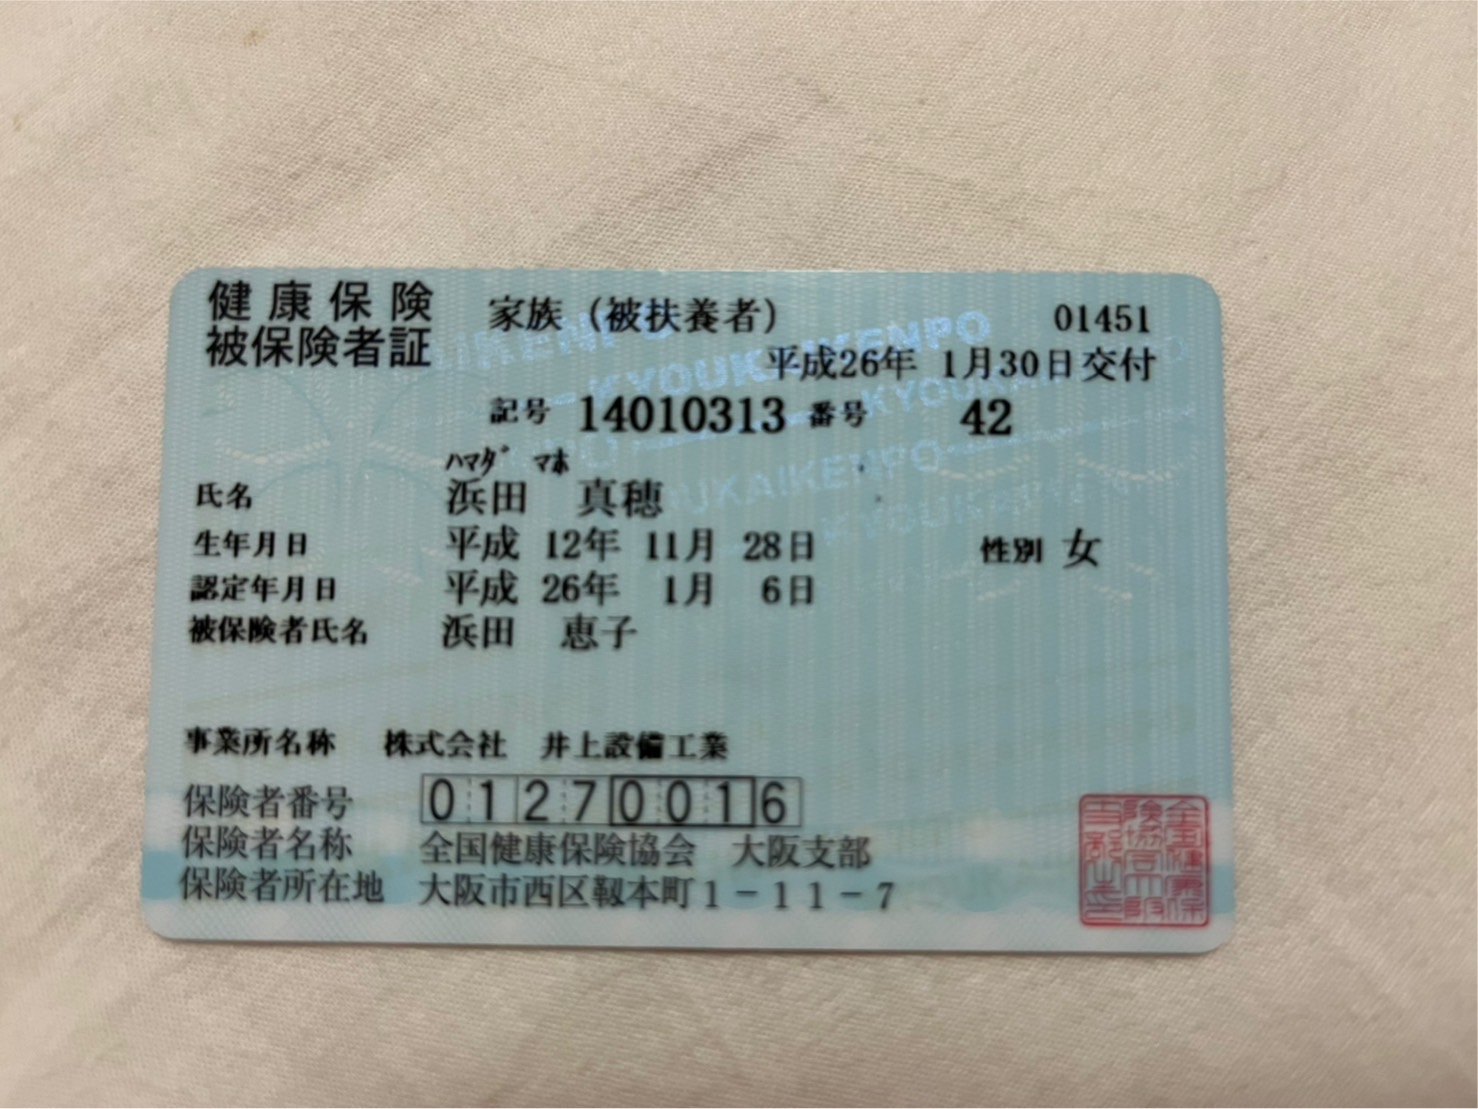 健康保険 家族(被扶養者) 01451
被保険者証 平成26年 1月30日交付
記号 14010313 番号 42
ﾊﾏﾀﾞ ﾏﾎ
氏名 浜田 真穂
生年月日 平成 12年 11月 28日 性別 女
認定年月日 平成 26年 1月 6日
被保険者氏名 浜田 恵子
事業所名称 株式会社 井上設備工業
保険者番号 01270016
保険者名称 全国健康保険協会 大阪支部
保険者所在地 大阪市西区靱本町1-11-7
KYOUKAIKENPO